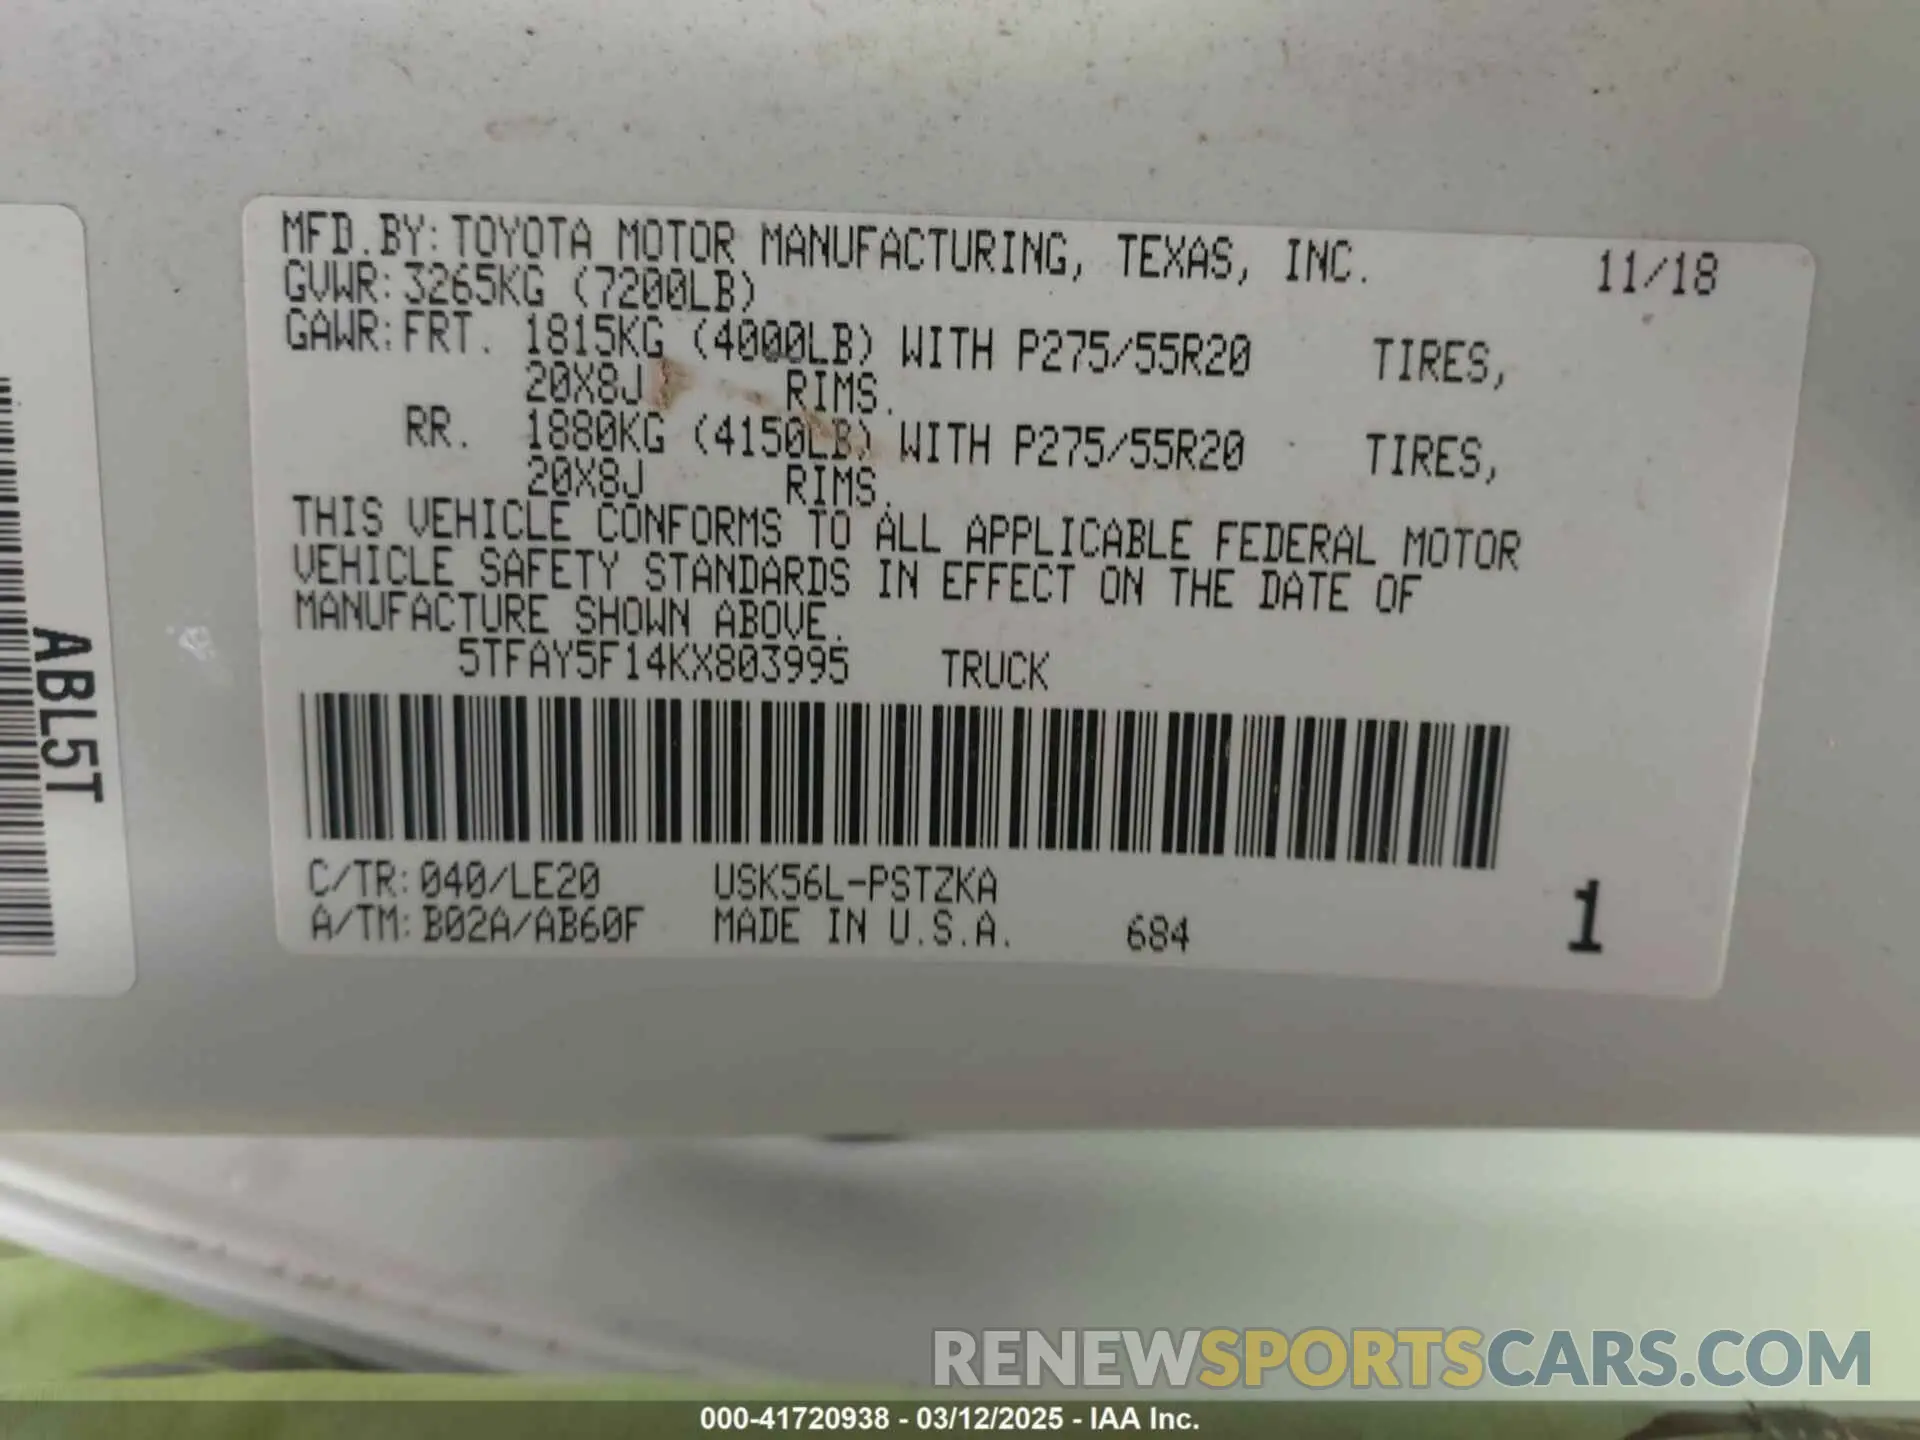 MFD.BY:TOYOTA MOTOR MANUFACTURING, TEXAS, INC. 11/18
GVWR:3265KG (7200LB)
GAWR:FRT. 1815KG (4000LB) WITH P275/55R20 TIRES,
20X8J RIMS.
RR. 1880KG (4150LB) WITH P275/55R20 TIRES,
20X8J RIMS.
THIS VEHICLE CONFORMS TO ALL APPLICABLE FEDERAL MOTOR
VEHICLE SAFETY STANDARDS IN EFFECT ON THE DATE OF
MANUFACTURE SHOWN ABOVE.
5TFAY5F14KX803995 TRUCK
C/TR:040/LE20 USK56L-PSTZKA
A/TM:B02A/AB60F MADE IN U.S.A. 684 1
ABL5T
RENEWSPORTSCARS.COM
000-41720938 - 03/12/2025 - IAA Inc.